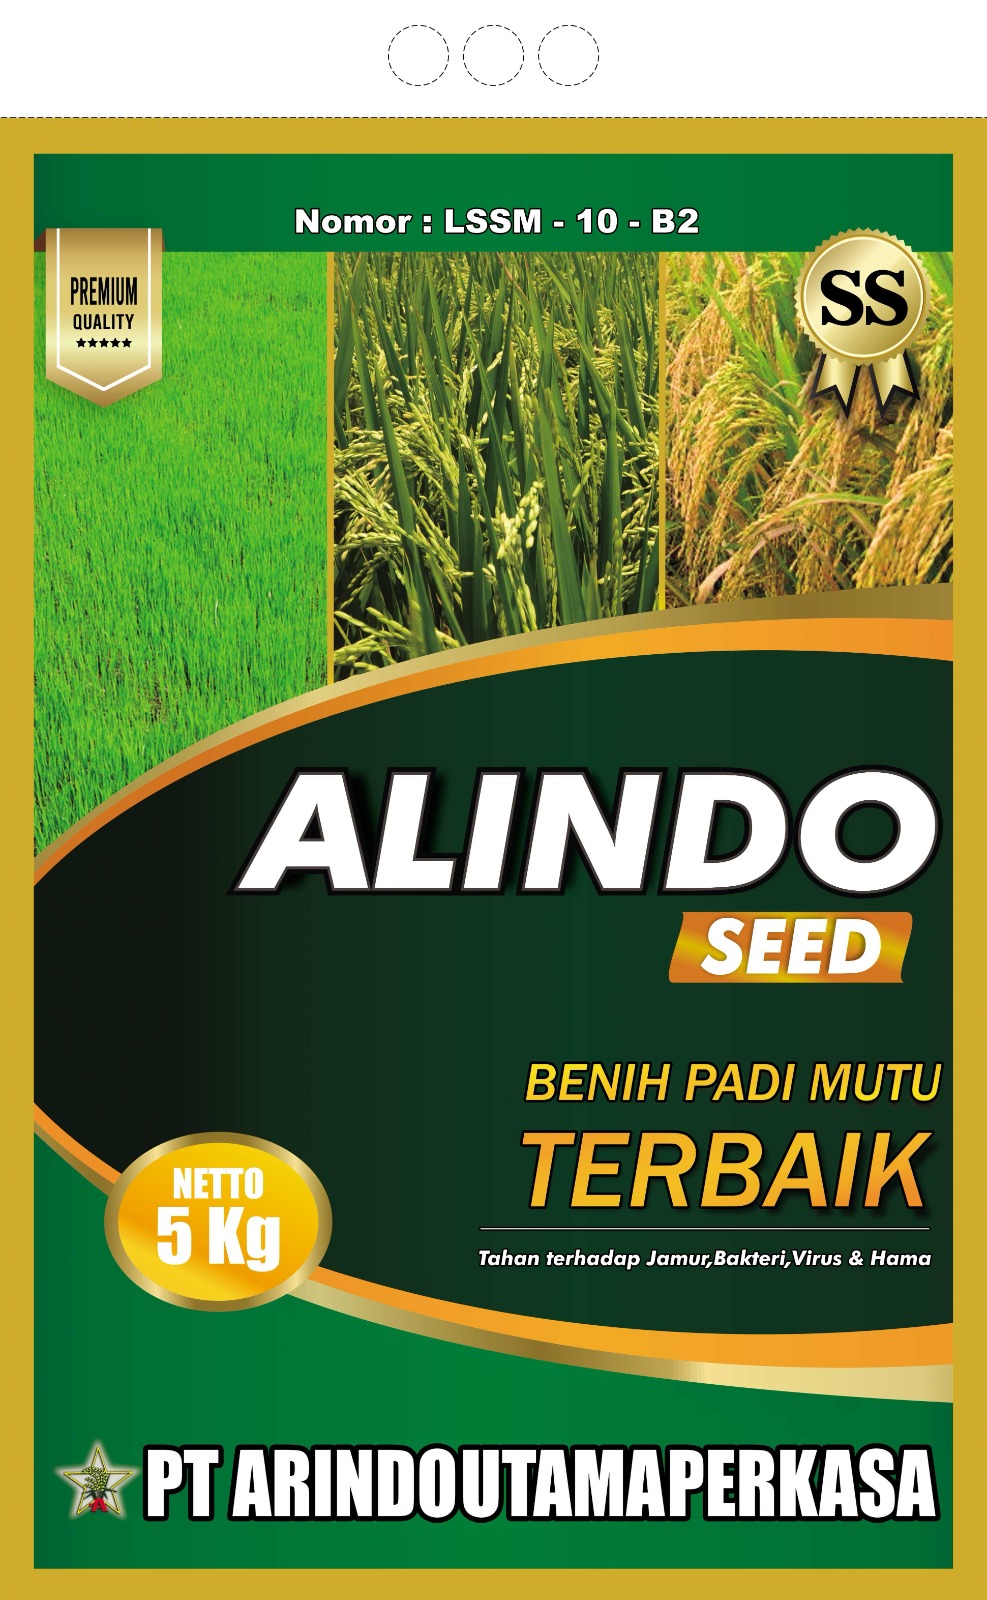 Nomor : LSSM - 10 - B2
PREMIUM
QUALITY
SS
ALINDO
SEED
BENIH PADI MUTU
TERBAIK
Tahan terhadap Jamur,Bakteri,Virus & Hama
NETTO
5 Kg
PT ARINDOUTAMAPERKASA